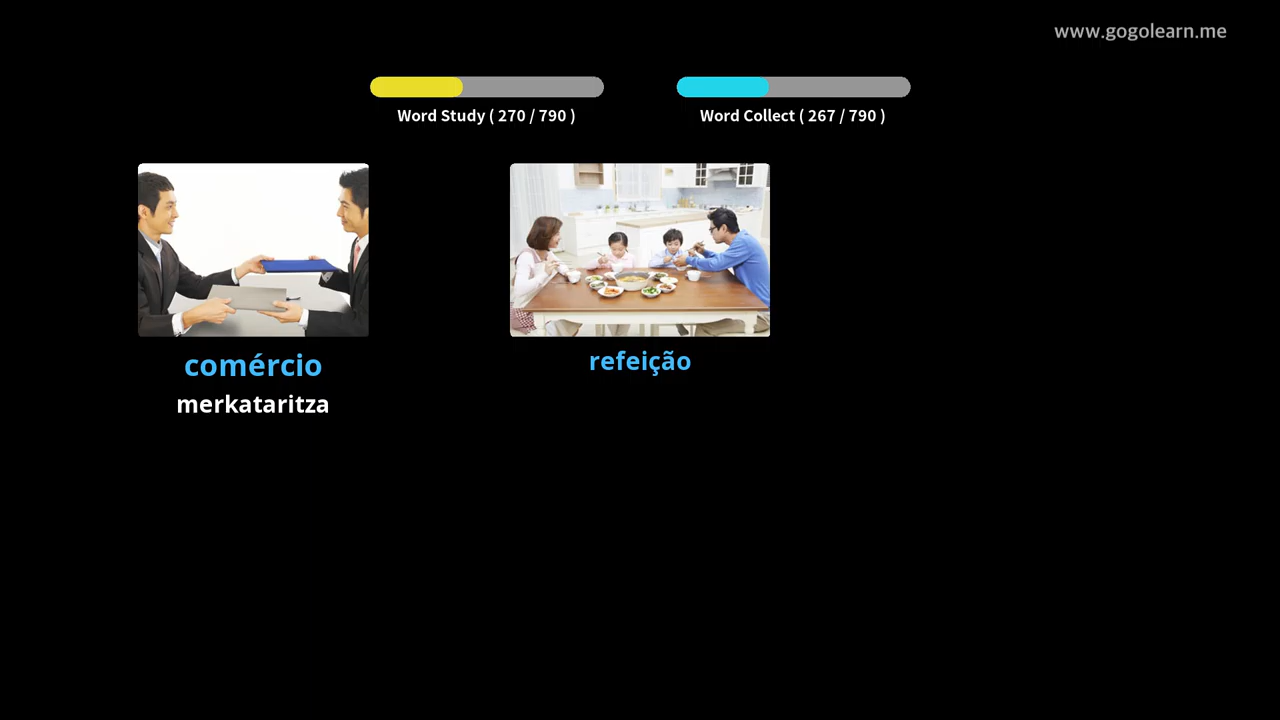 www.gogolearn.me
Word Study ( 270 / 790 )
Word Collect ( 267 / 790 )
comércio
merkataritza
refeição